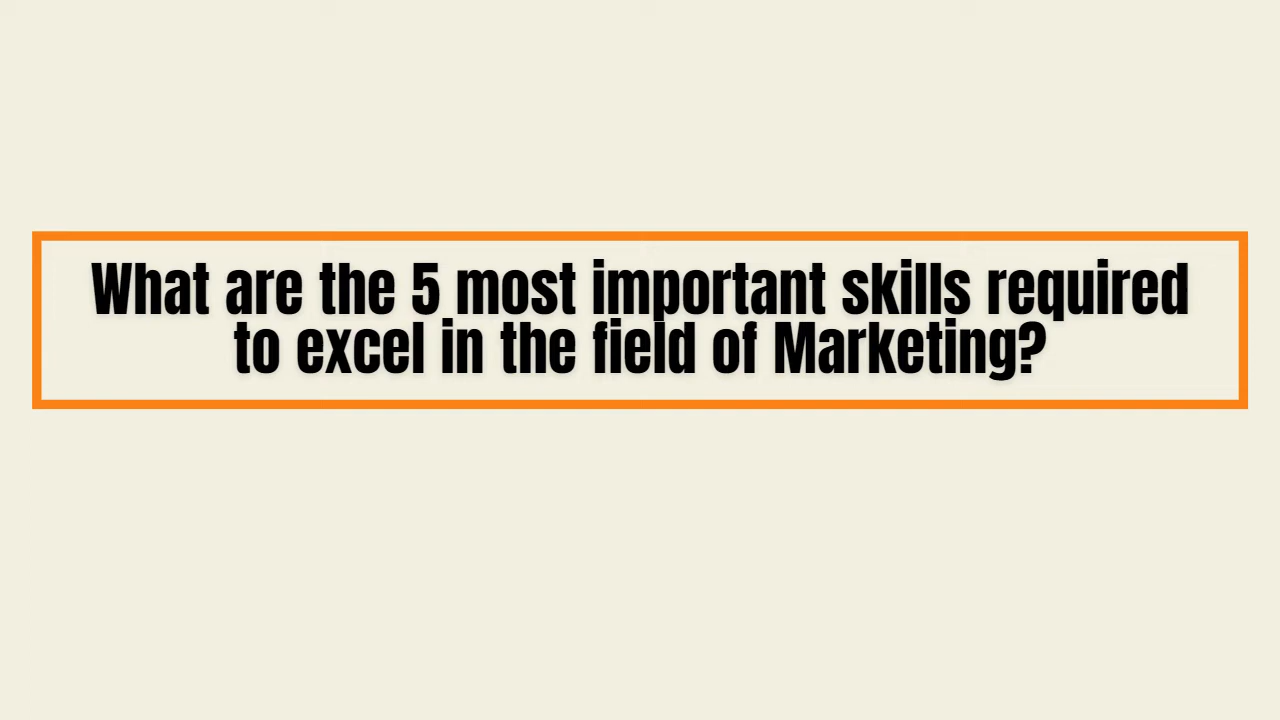 What are the 5 most important skills required
to excel in the field of Marketing?